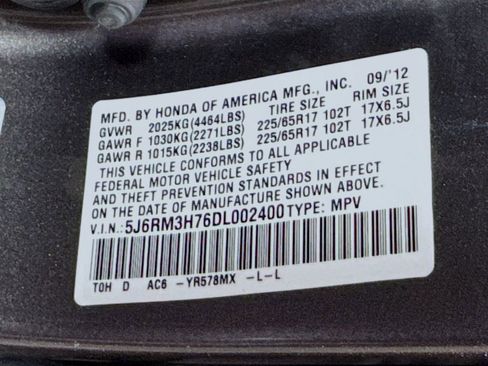 MFD. BY HONDA OF AMERICA MFG., INC. 09/'12
GVWR 2025KG(4464LBS) TIRE SIZE RIM SIZE
GAWR F 1030KG(2271LBS) 225/65R17 102T 17X6.5J
GAWR R 1015KG(2238LBS) 225/65R17 102T 17X6.5J
THIS VEHICLE CONFORMS TO ALL APPLICABLE
FEDERAL MOTOR VEHICLE SAFETY
AND THEFT PREVENTION STANDARDS IN EFFECT
ON THE DATE OF MANUFACTURE SHOWN ABOVE.
V.I.N.: 5J6RM3H76DL002400 TYPE: MPV
TOH D AC6 -YR578MX -L-L